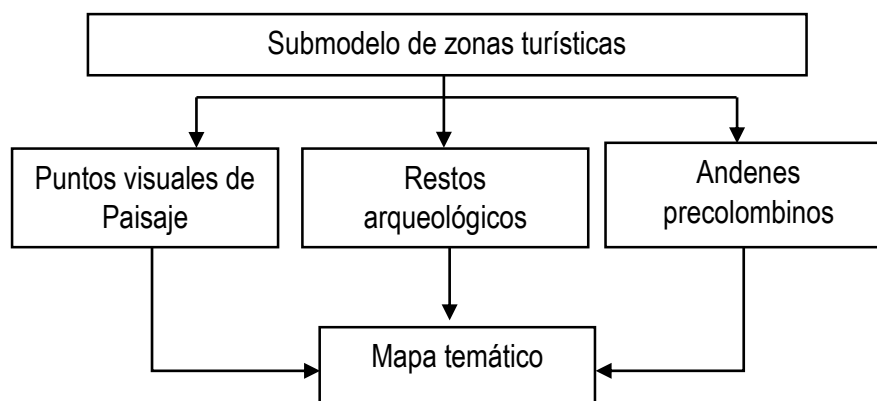 Submodelo de zonas turísticas
Puntos visuales de
Paisaje
Restos
arqueológicos
Andenes
precolombinos
Mapa temático